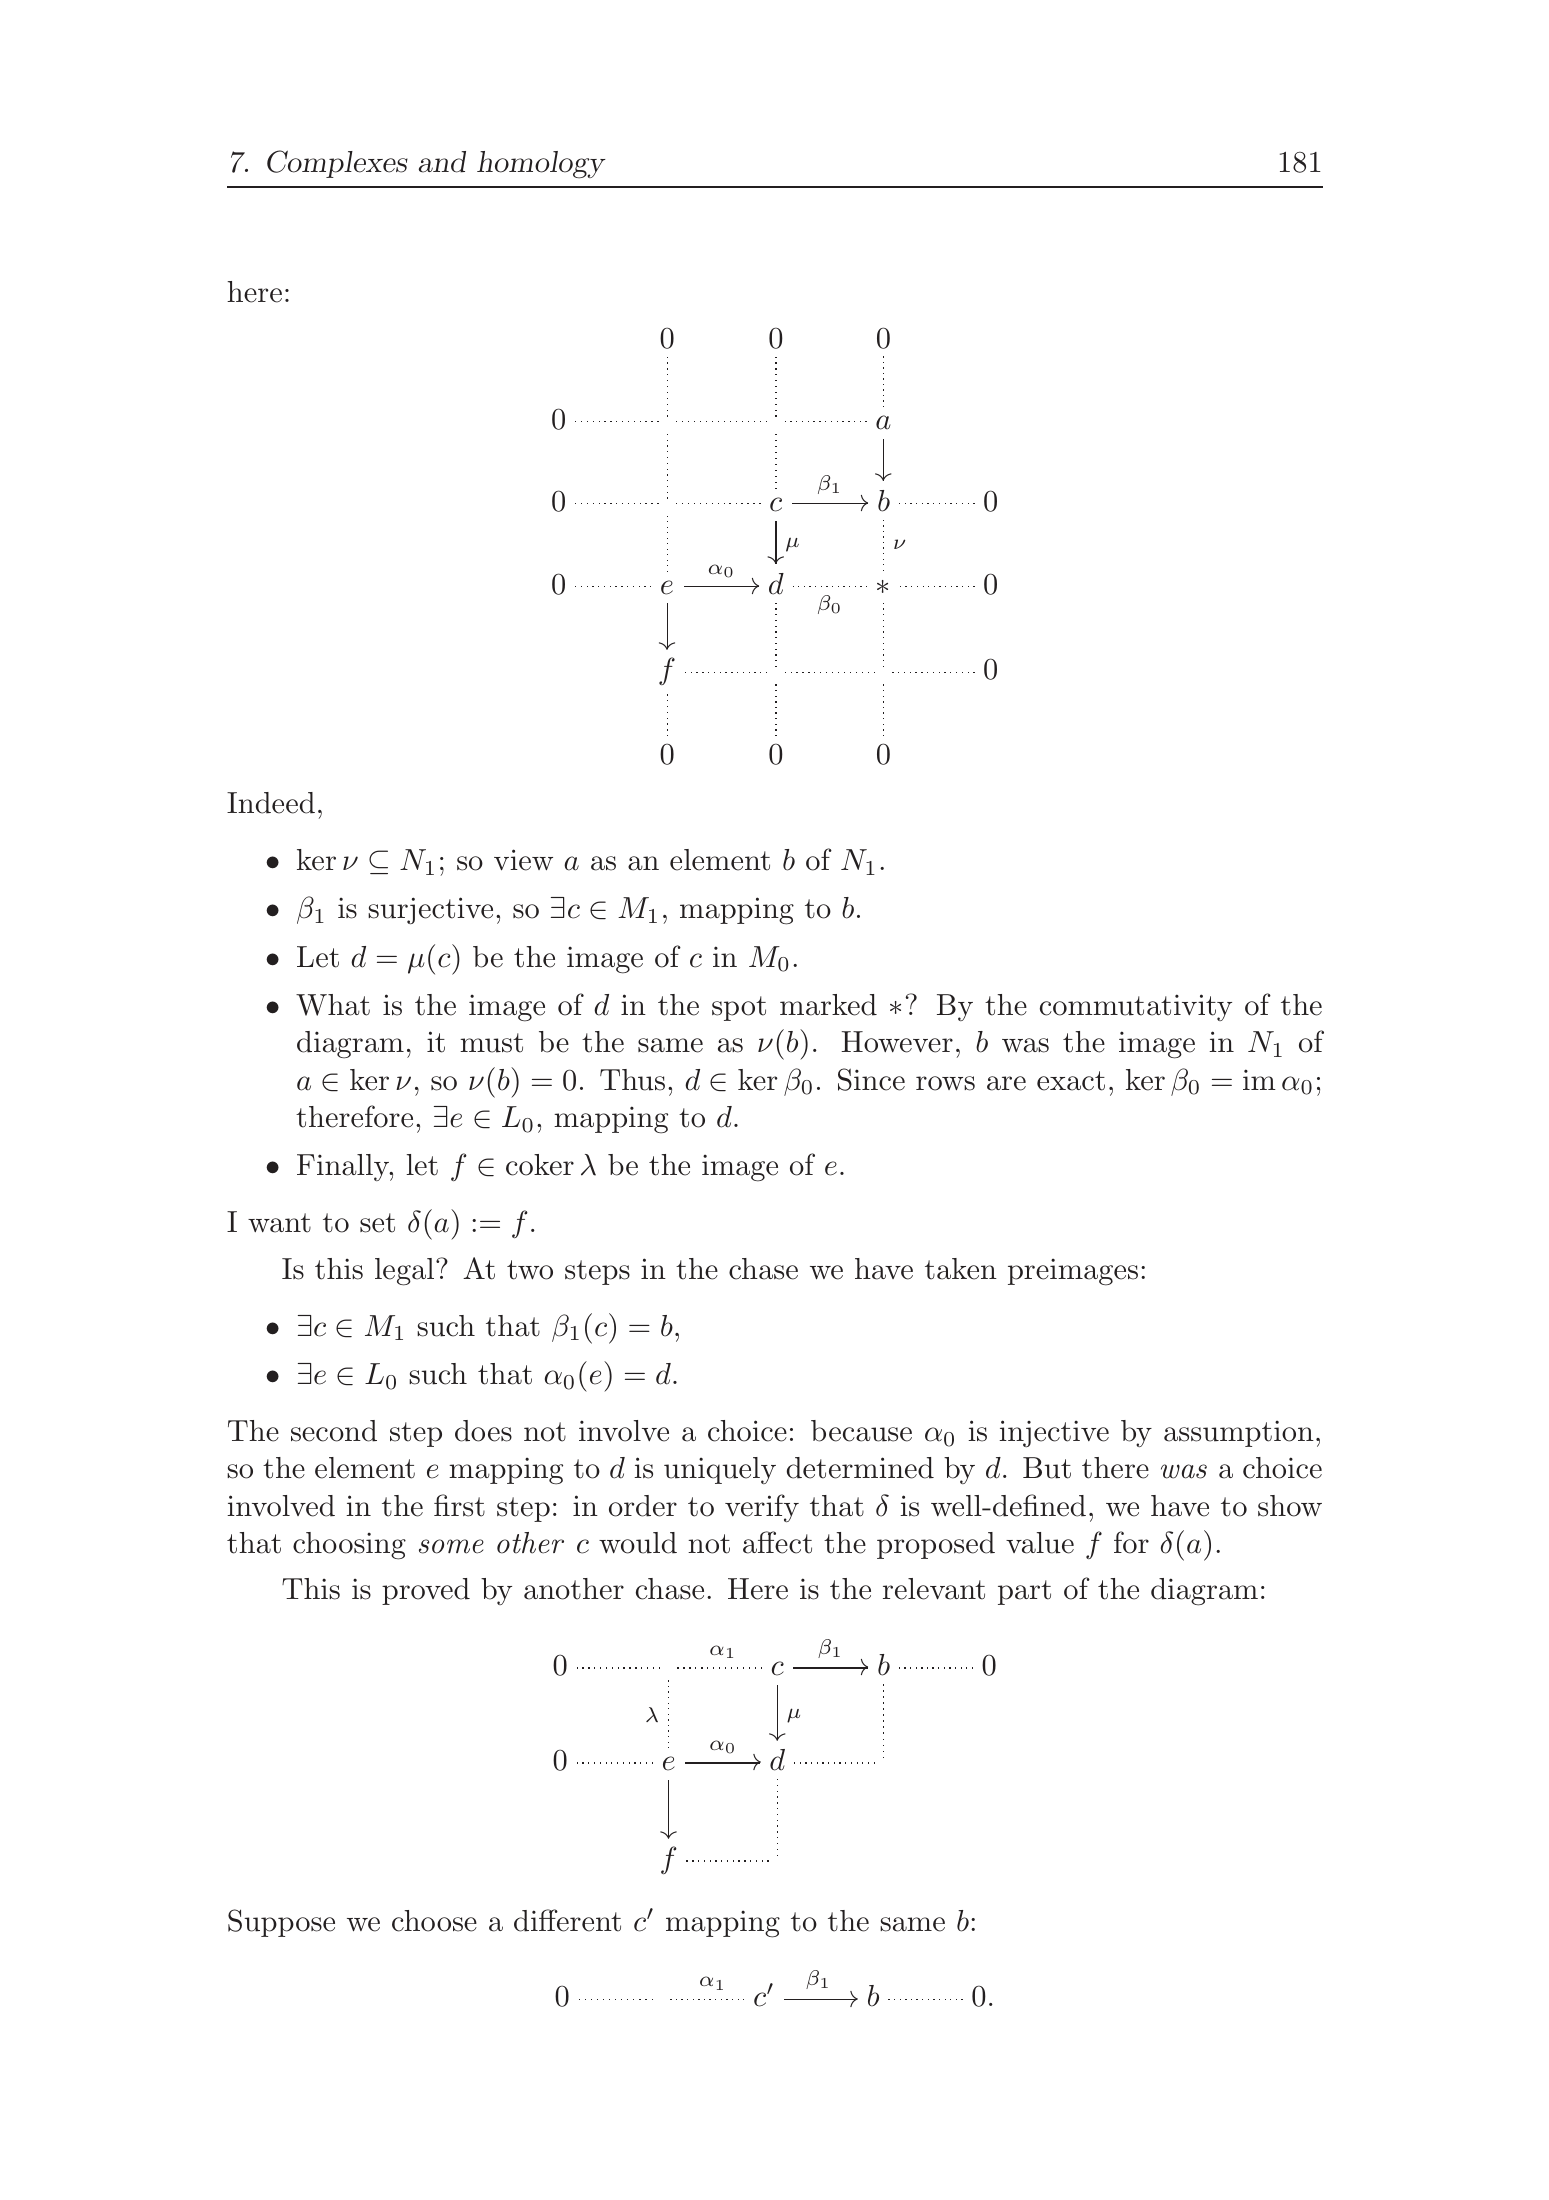 7. Complexes and homology 181
here:
0 0 0
0 a
β₁
0 c b 0
μ ν
α₀
0 e d ∗ 0
β₀
f 0
0 0 0
Indeed,
• ker ν ⊆ N₁; so view a as an element b of N₁.
• β₁ is surjective, so ∃c ∈ M₁, mapping to b.
• Let d = μ(c) be the image of c in M₀.
• What is the image of d in the spot marked ∗? By the commutativity of the
diagram, it must be the same as ν(b). However, b was the image in N₁ of
a ∈ ker ν, so ν(b) = 0. Thus, d ∈ ker β₀. Since rows are exact, ker β₀ = im α₀;
therefore, ∃e ∈ L₀, mapping to d.
• Finally, let f ∈ coker λ be the image of e.
I want to set δ(a) := f.
Is this legal? At two steps in the chase we have taken preimages:
• ∃c ∈ M₁ such that β₁(c) = b,
• ∃e ∈ L₀ such that α₀(e) = d.
The second step does not involve a choice: because α₀ is injective by assumption,
so the element e mapping to d is uniquely determined by d. But there was a choice
involved in the first step: in order to verify that δ is well-defined, we have to show
that choosing some other c would not affect the proposed value f for δ(a).
This is proved by another chase. Here is the relevant part of the diagram:
α₁ β₁
0 c b 0
λ μ
α₀
0 e d
f
Suppose we choose a different c′ mapping to the same b:
α₁ β₁
0 c′ b 0.